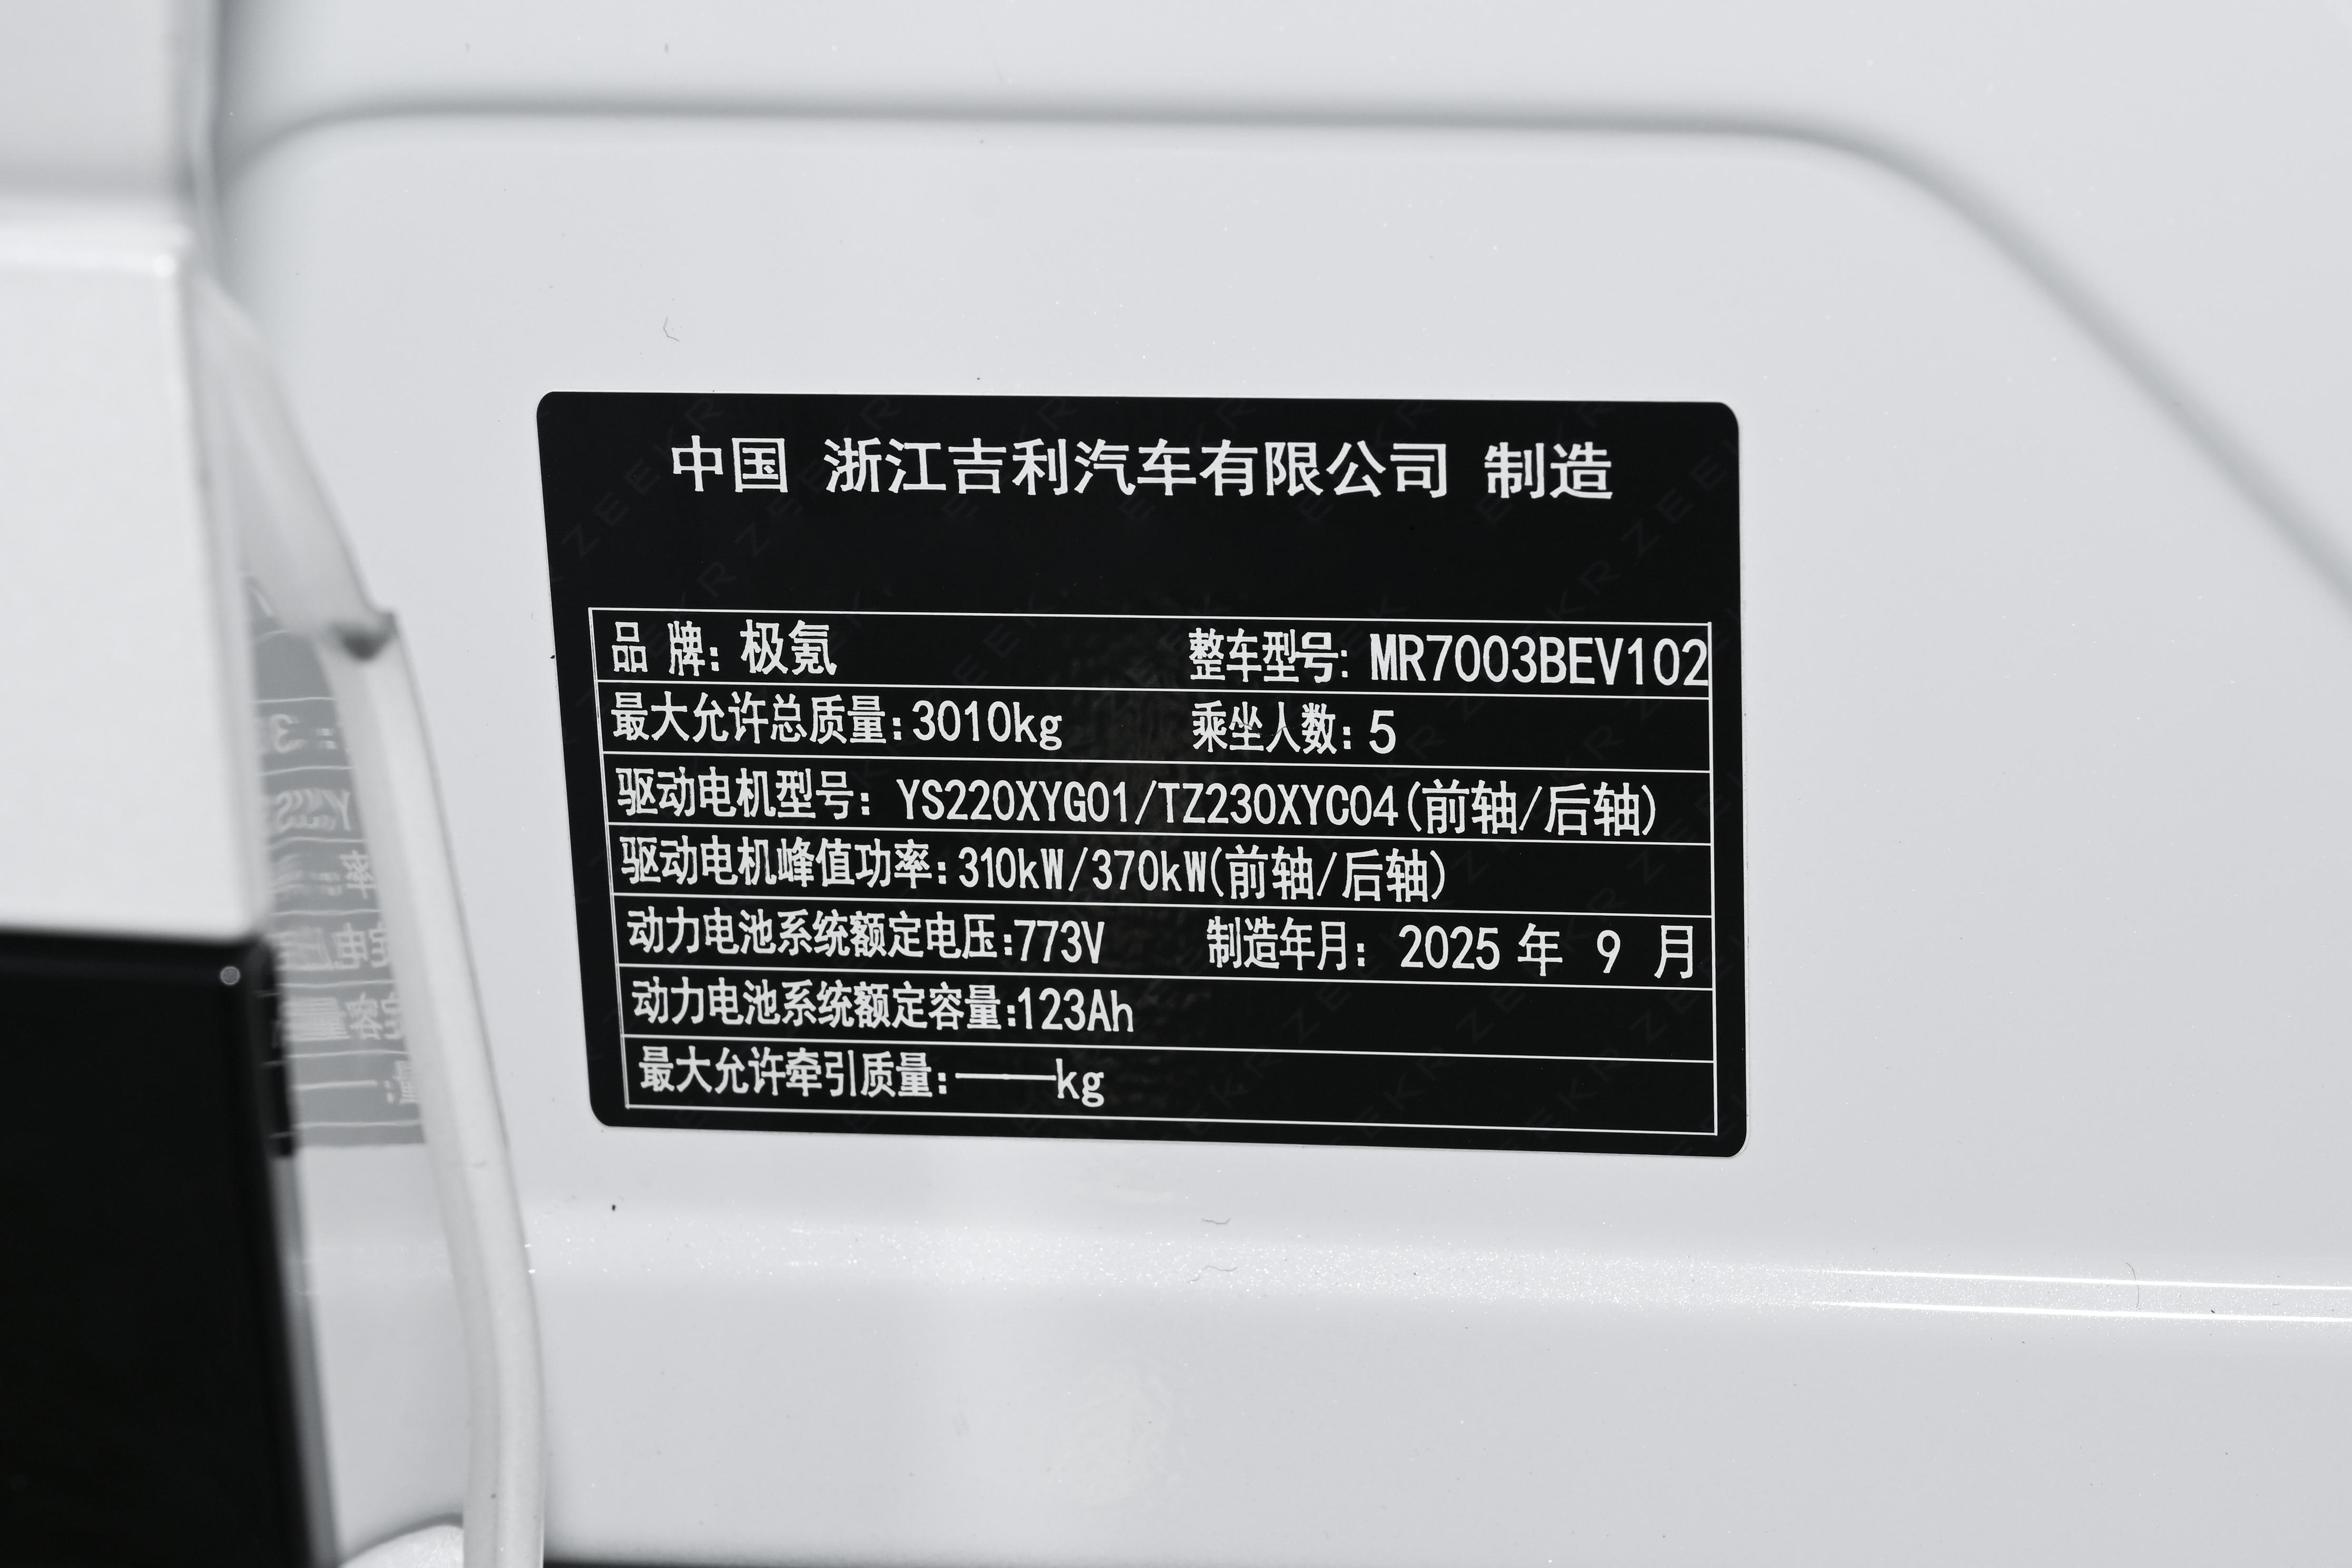 中国 浙江吉利汽车有限公司 制造
品 牌: 极氪 整车型号: MR7003BEV102
最大允许总质量:3010kg 乘坐人数: 5
驱动电机型号: YS220XYG01/TZ230XYC04(前轴/后轴)
驱动电机峰值功率:310kW/370kW(前轴/后轴)
动力电池系统额定电压:773V 制造年月: 2025 年 9 月
动力电池系统额定容量:123Ah
最大允许牵引质量:——kg